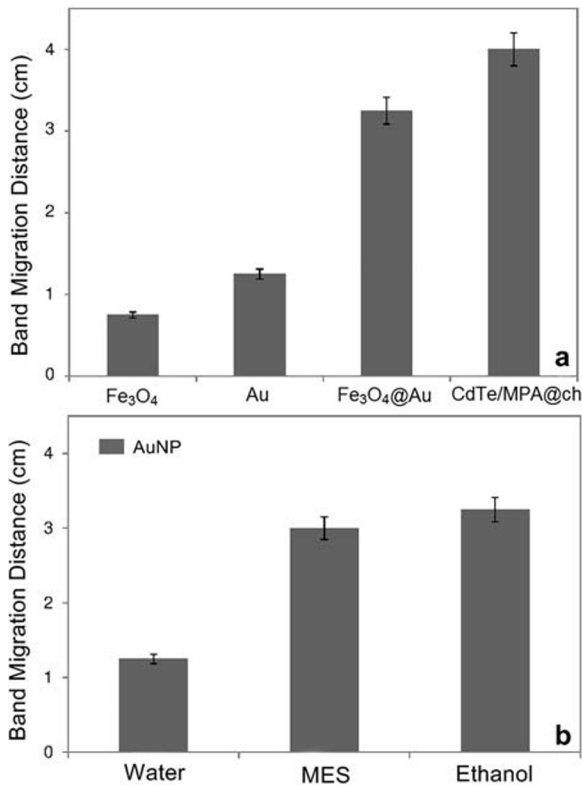 Band Migration Distance (cm)
4
3
2
1
0
a
Fe₃O₄ Au Fe₃O₄@Au CdTe/MPA@ch
Band Migration Distance (cm)
AuNP
4
3
2
1
0
b
Water MES Ethanol